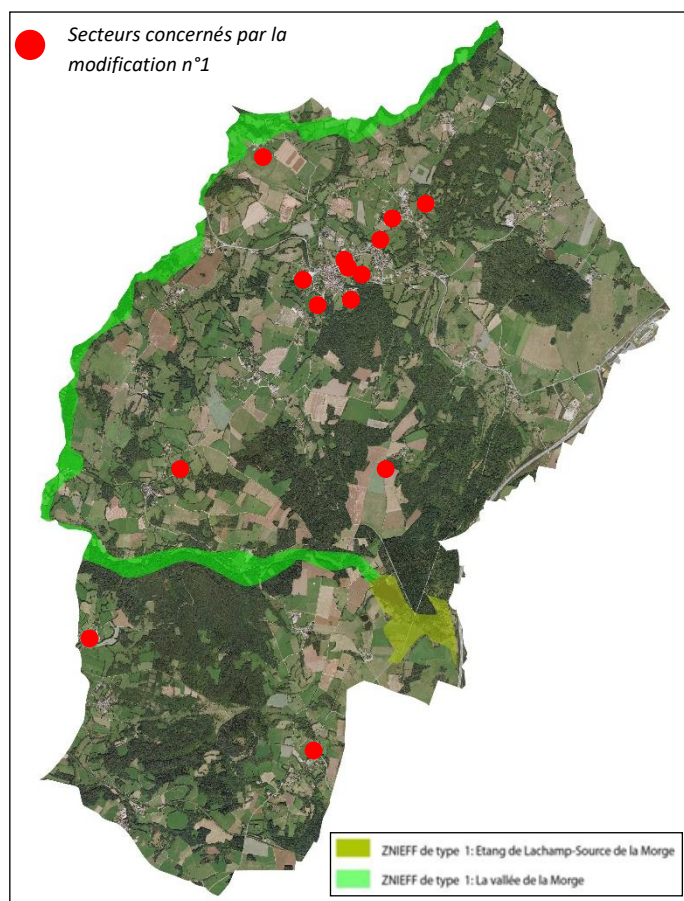 Secteurs concernés par la
modification n°1
ZNIEFF de type 1: Etang de Lachamp-Source de la Morge
ZNIEFF de type 1: La vallée de la Morge